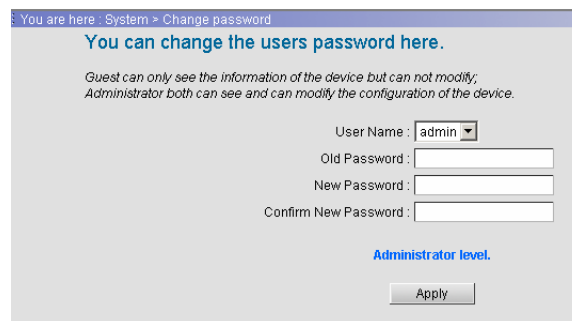 You are here : System > Change password
You can change the users password here.
Guest can only see the information of the device but can not modify;
Administrator both can see and can modify the configuration of the device.
User Name : admin
Old Password :
New Password :
Confirm New Password :
Administrator level.
Apply